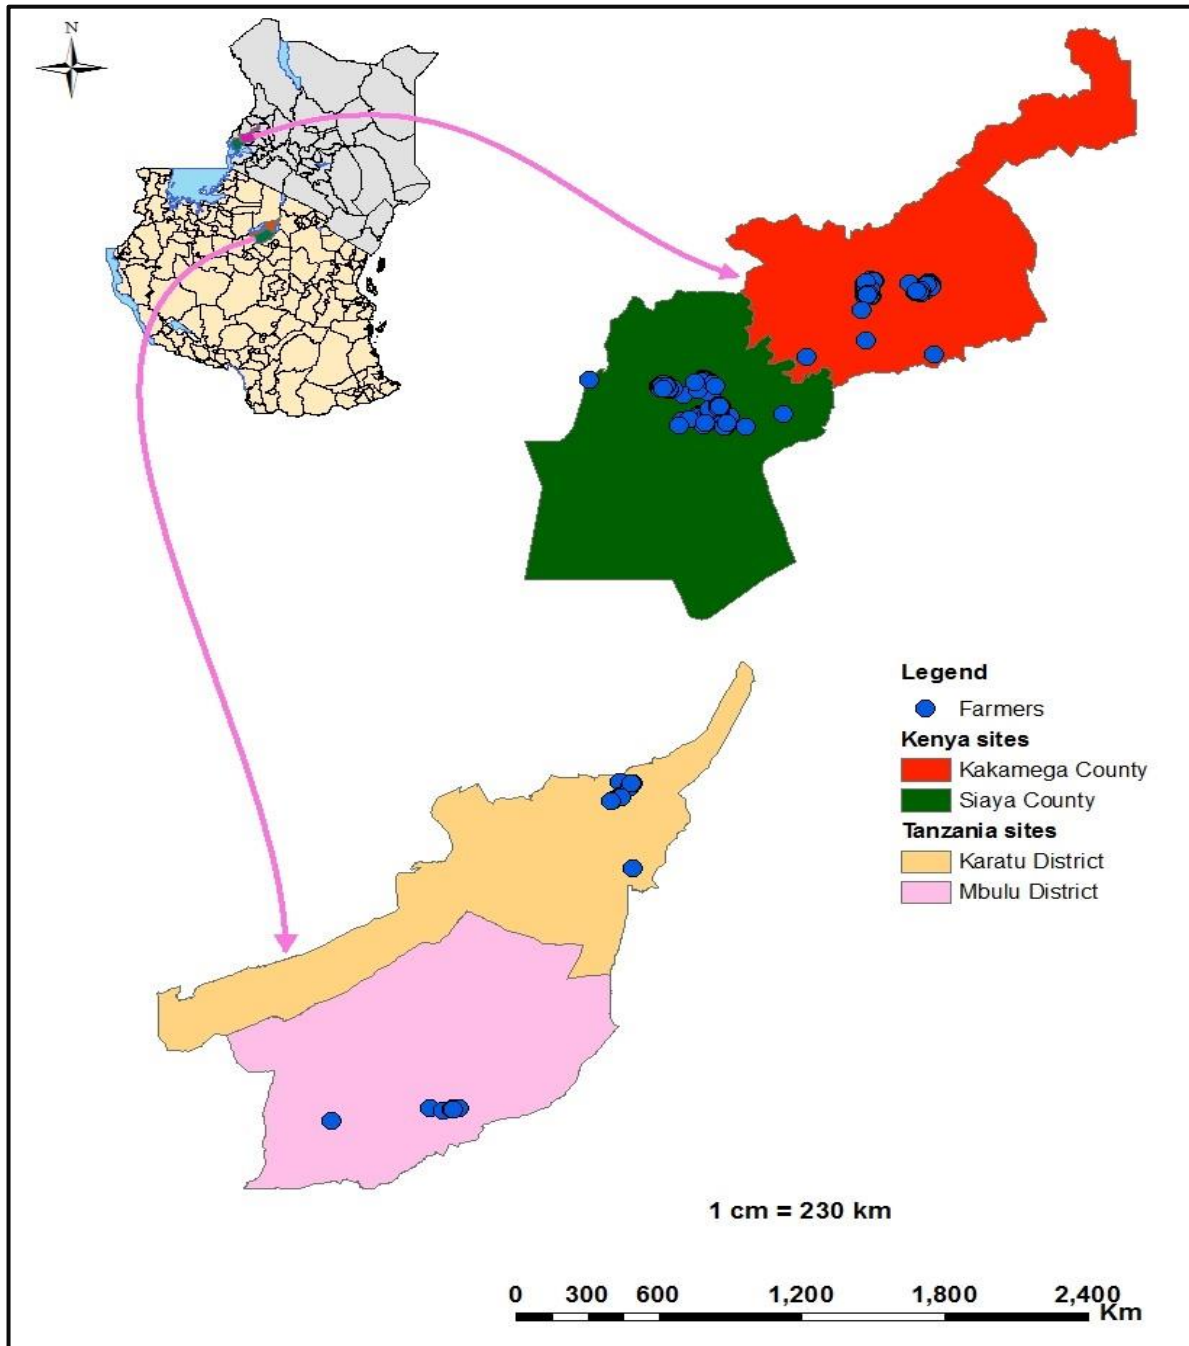 N
Legend
Farmers
Kenya sites
Kakamega County
Siaya County
Tanzania sites
Karatu District
Mbulu District
1 cm = 230 km
0 300 600 1,200 1,800 2,400 Km